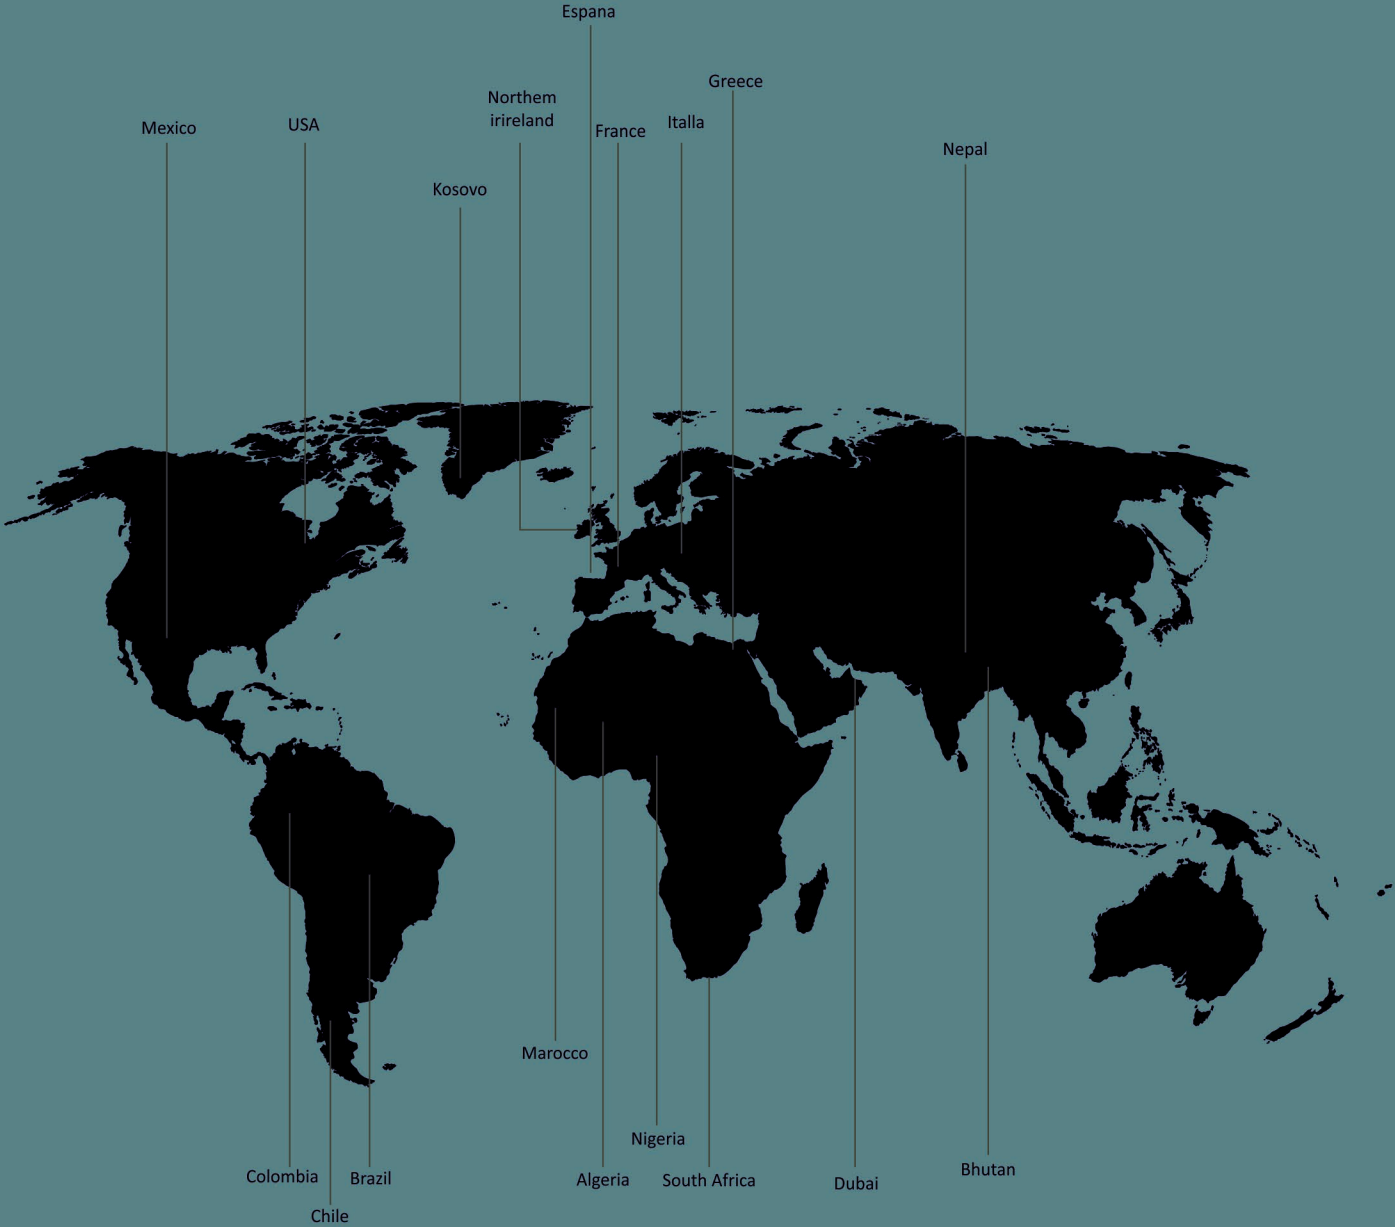 Espana
Greece
Northem
irireland
Italla
USA
Mexico
France
Nepal
Kosovo
Marocco
Nigeria
Bhutan
Colombia
Brazil
Algeria
South Africa
Dubai
Chile